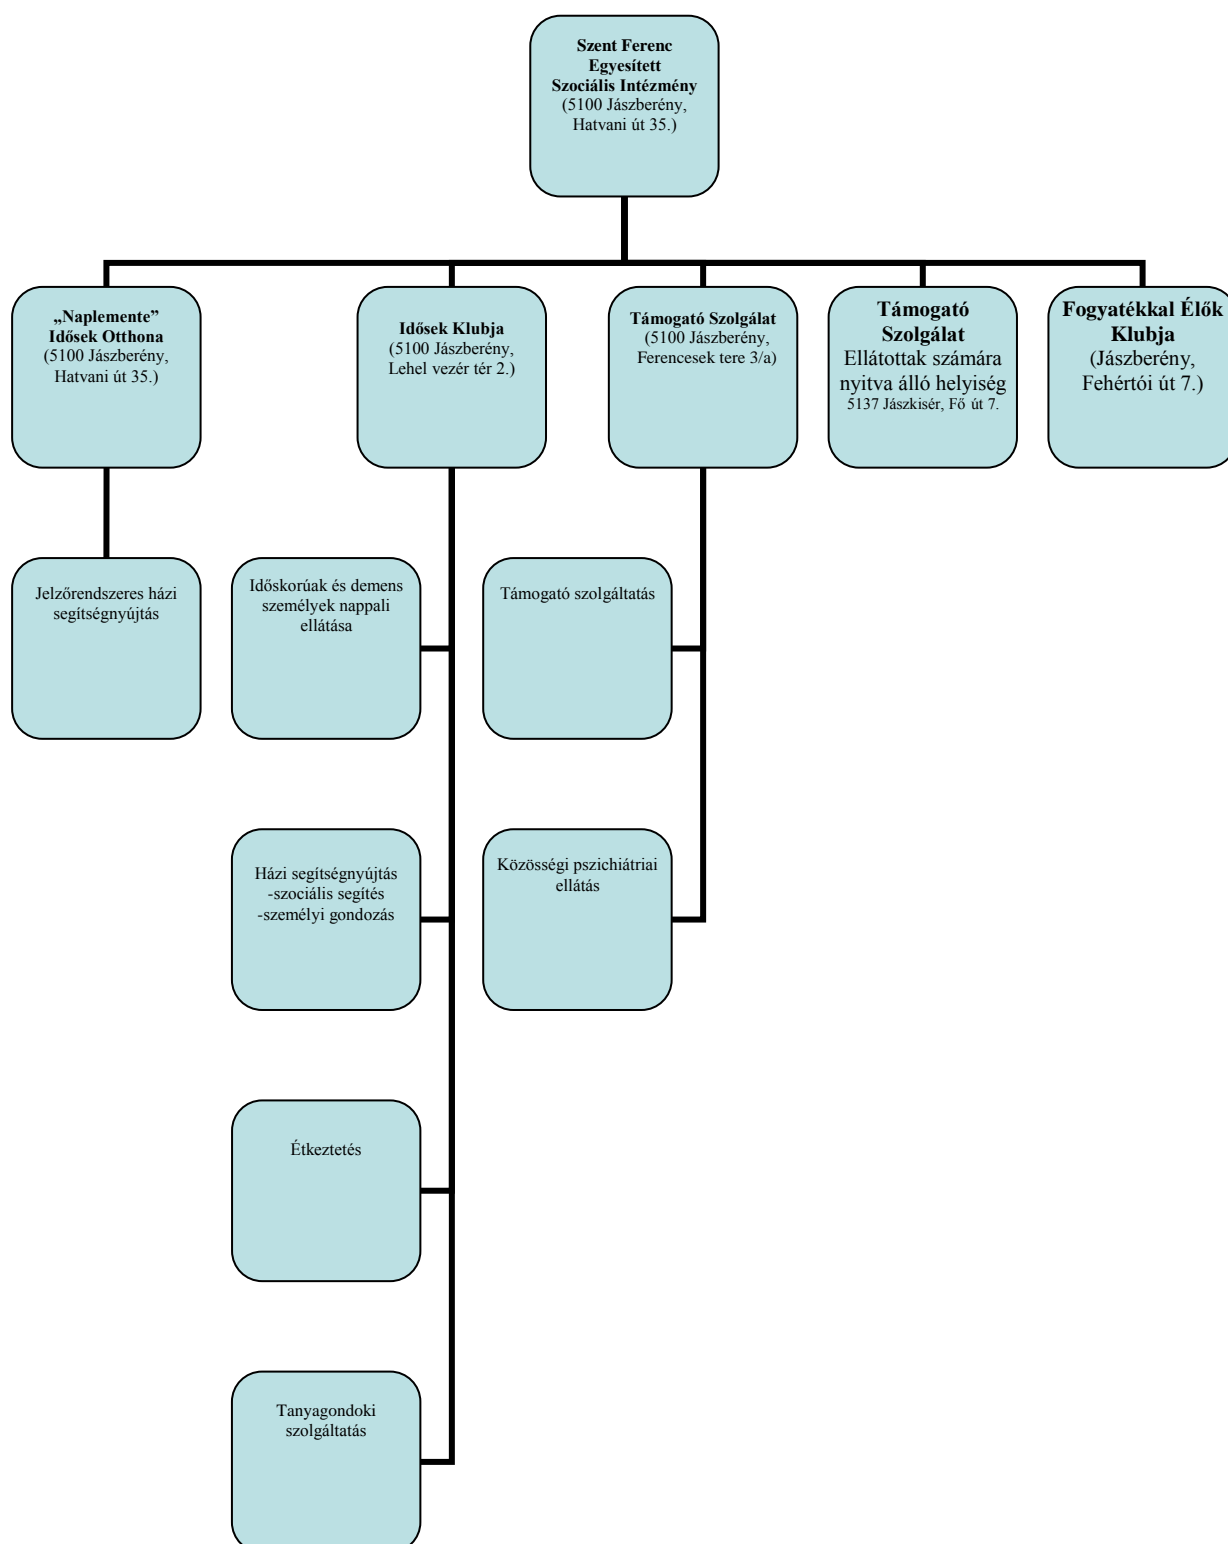 Szent Ferenc
Egyesített
Szociális Intézmény
(5100 Jászberény,
Hatvani út 35.)
„Naplemente”
Idősek Otthona
(5100 Jászberény,
Hatvani út 35.)
Idősek Klubja
(5100 Jászberény,
Lehel vezér tér 2.)
Támogató Szolgálat
(5100 Jászberény,
Ferencesek tere 3/a)
Támogató
Szolgálat
Ellátottak számára
nyitva álló helyiség
5137 Jászkisér, Fő út 7.
Fogyatékkal Élők
Klubja
(Jászberény,
Fehértói út 7.)
Jelzőrendszeres házi
segítségnyújtás
Időskorúak és demens
személyek nappali
ellátása
Támogató szolgáltatás
Házi segítségnyújtás
-szociális segítés
-személyi gondozás
Közösségi pszichiátriai
ellátás
Étkeztetés
Tanyagondoki
szolgáltatás